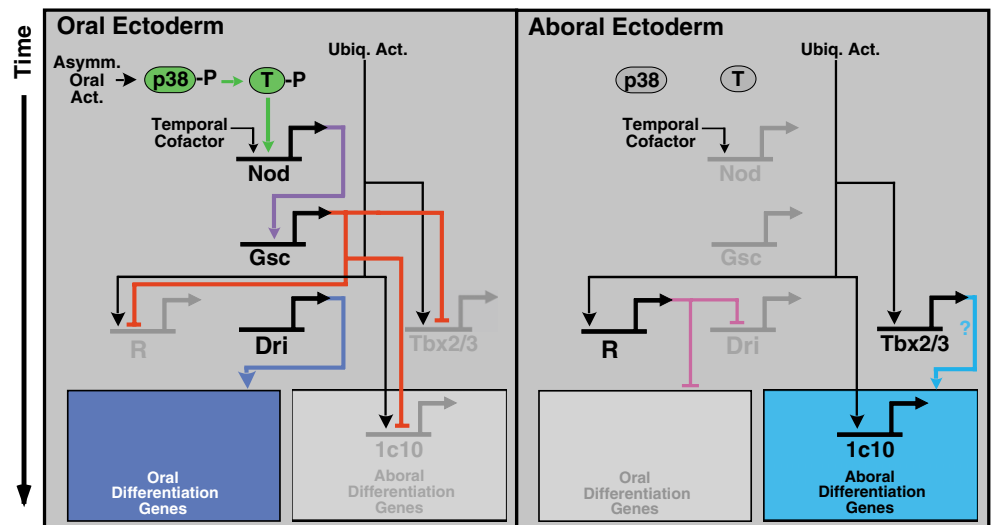 Time
Oral Ectoderm
Ubiq. Act.
Asymm.
Oral
Act.
p38 -P
T -P
Temporal
Cofactor
Nod
Gsc
R
Dri
Tbx2/3
1c10
Oral
Differentiation
Genes
Aboral
Differentiation
Genes
Aboral Ectoderm
Ubiq. Act.
p38
T
Temporal
Cofactor
Nod
Gsc
R
Dri
Tbx2/3
?
1c10
Oral
Differentiation
Genes
Aboral
Differentiation
Genes